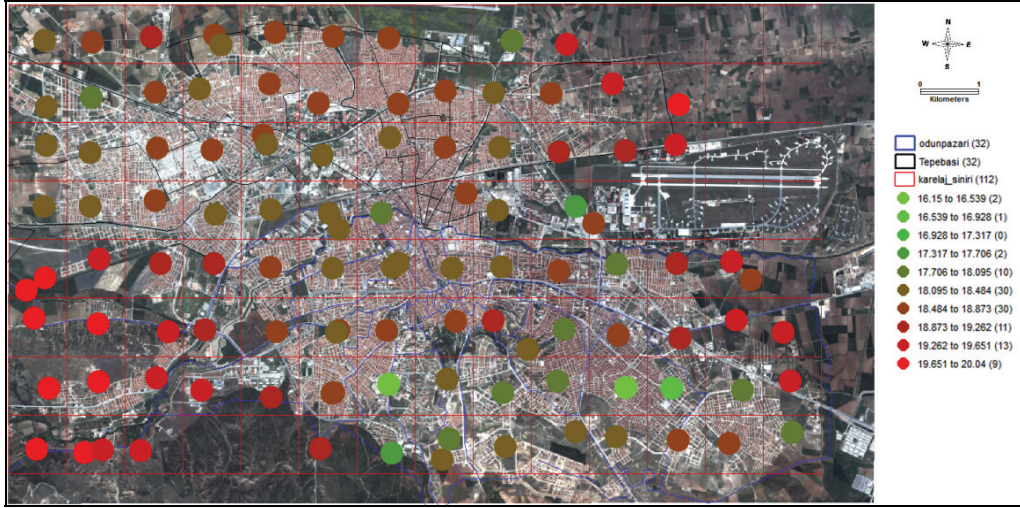 N
W
E
S
0
1
Kilometers
odunpazari (32)
Tepebasi (32)
karelaj_siniri (112)
16.15 to 16.539 (2)
16.539 to 16.928 (1)
16.928 to 17.317 (0)
17.317 to 17.706 (2)
17.706 to 18.095 (10)
18.095 to 18.484 (30)
18.484 to 18.873 (30)
18.873 to 19.262 (11)
19.262 to 19.651 (13)
19.651 to 20.04 (9)